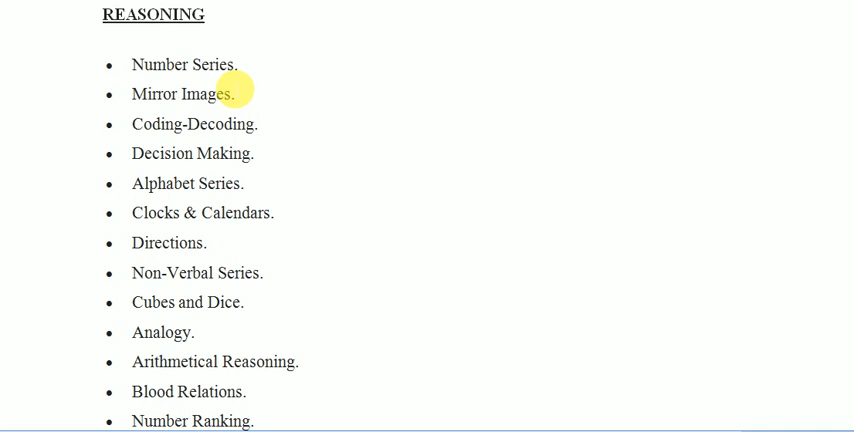 REASONING
• Number Series.
• Mirror Images.
• Coding-Decoding.
• Decision Making.
• Alphabet Series.
• Clocks & Calendars.
• Directions.
• Non-Verbal Series.
• Cubes and Dice.
• Analogy.
• Arithmetical Reasoning.
• Blood Relations.
• Number Ranking.